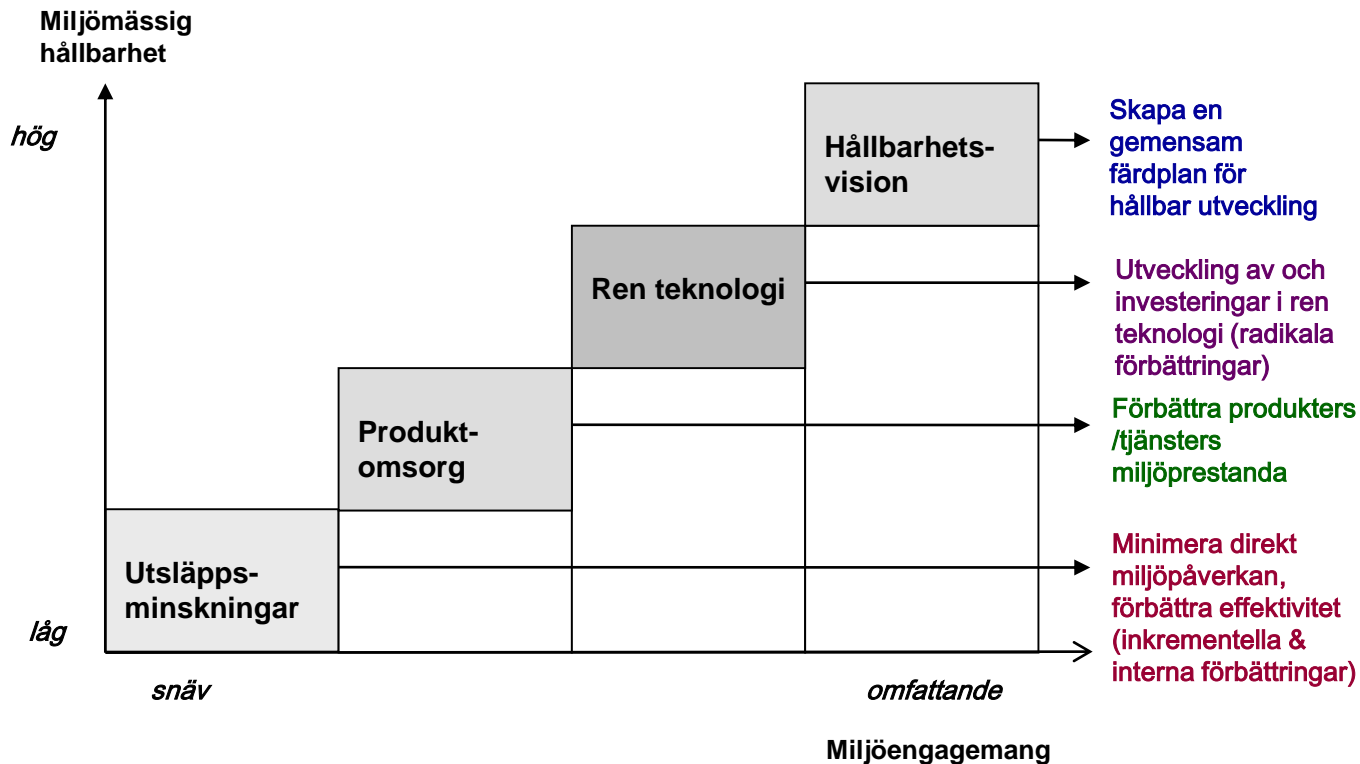 Miljömässig
hållbarhet
hög
Hållbarhets-
vision
Skapa en
gemensam
färdplan för
hållbar utveckling
Ren teknologi
Utveckling av och
investeringar i ren
teknologi (radikala
förbättringar)
Produkt-
omsorg
Förbättra produkters
/tjänsters
miljöprestanda
Utsläpps-
minskningar
Minimera direkt
miljöpåverkan,
förbättra effektivitet
(inkrementella &
interna förbättringar)
låg
snäv
omfattande
Miljöengagemang